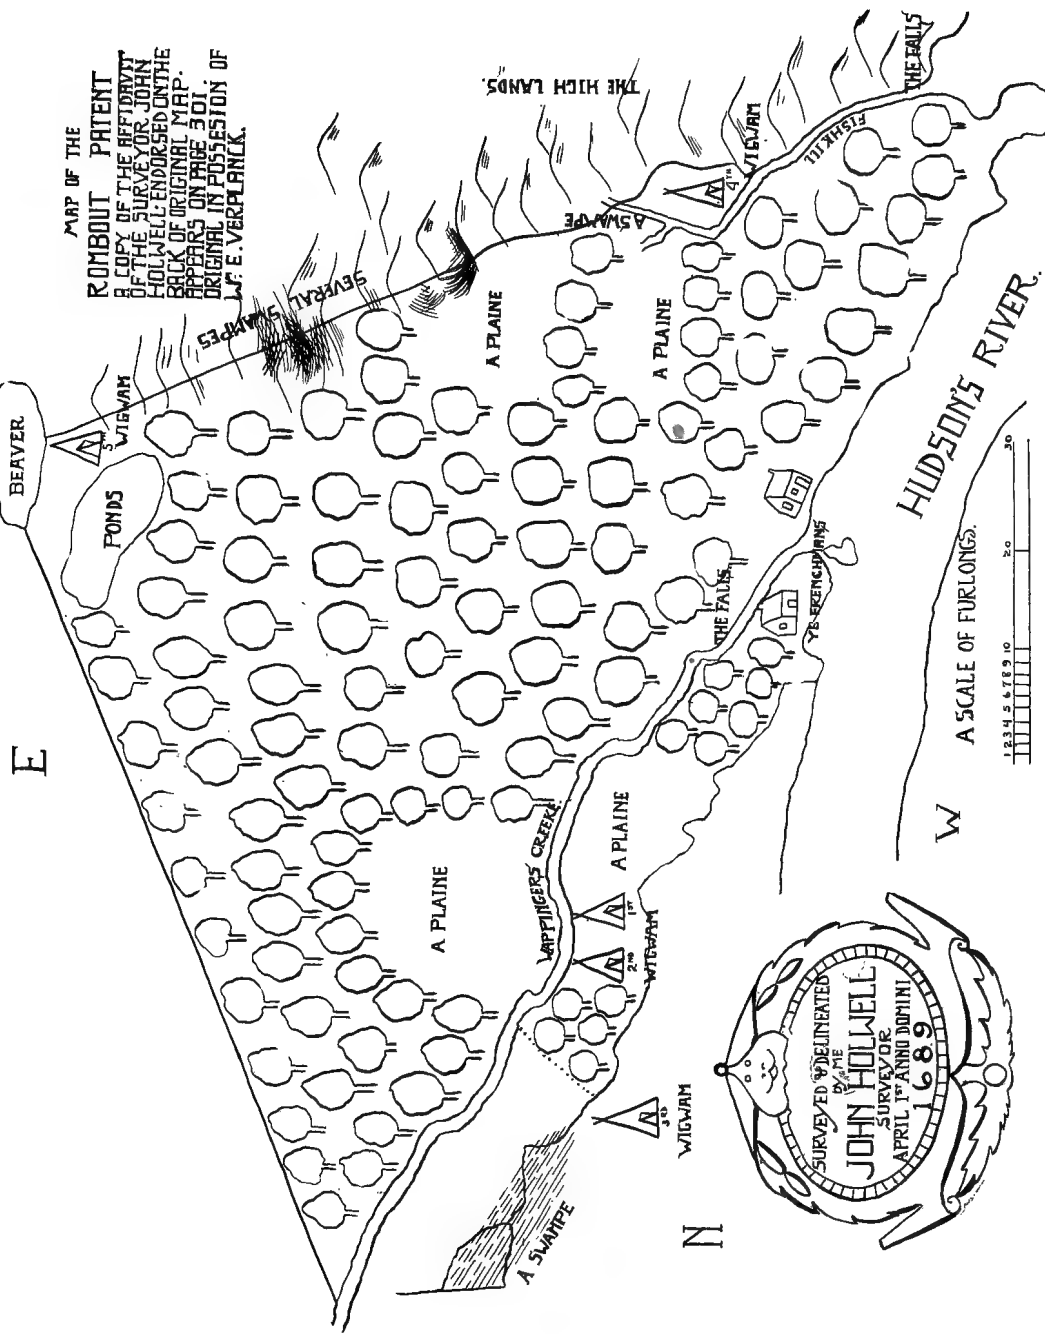 MAP OF THE
ROMBOUT PATENT
A COPY OF THE AFFIDAVIT
OF THE SURVEYOR JOHN
HOLWELL·ENDORSED ON THE
BACK OF ORIGINAL MAP·
APPEARS ON PAGE 301.
ORIGINAL IN POSSESION OF
Wm. E. VERPLANCK.
THE HIGH LANDS.
THE FALLS
FISHKILL
WIGWAM
4TH
A SWAMPE
SEVERAL
SWAMPES
A PLAINE
A PLAINE
BEAVER
PONDS
WIGWAM
5TH
HUDSON'S RIVER.
THE FALLS
YE FRENCHMANS
A SCALE OF FURLONGS.
1 2 3 4 5 6 7 8 9 10 20 30
E
W
N
A PLAINE
A PLAINE
WAPPINGERS CREEKE.
1ST
2ND
WIGWAM
3RD
WIGWAM
A SWAMPE
SURVEYED & DELINEATED
BY ME
JOHN HOLWELL
SURVEYOR
APRIL 1ST ANNO DOMINI
1689